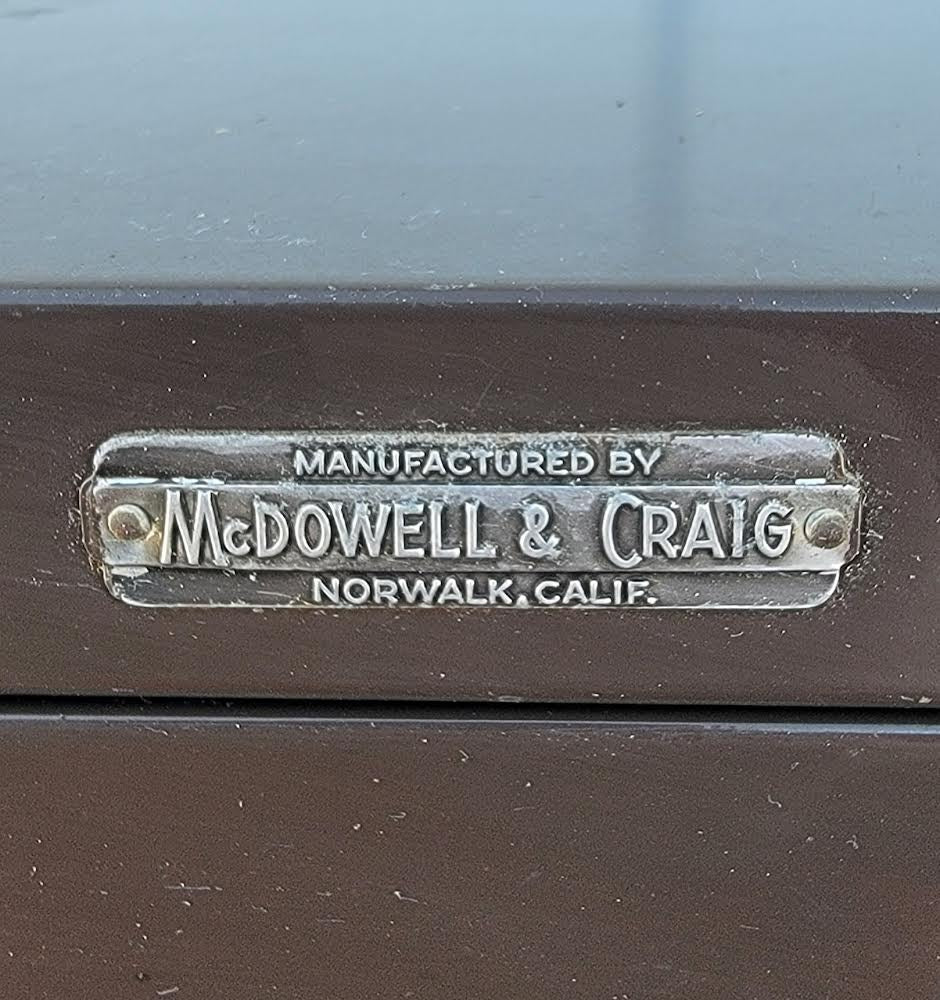 MANUFACTURED BY
McDOWELL & CRAIG
NORWALK, CALIF.